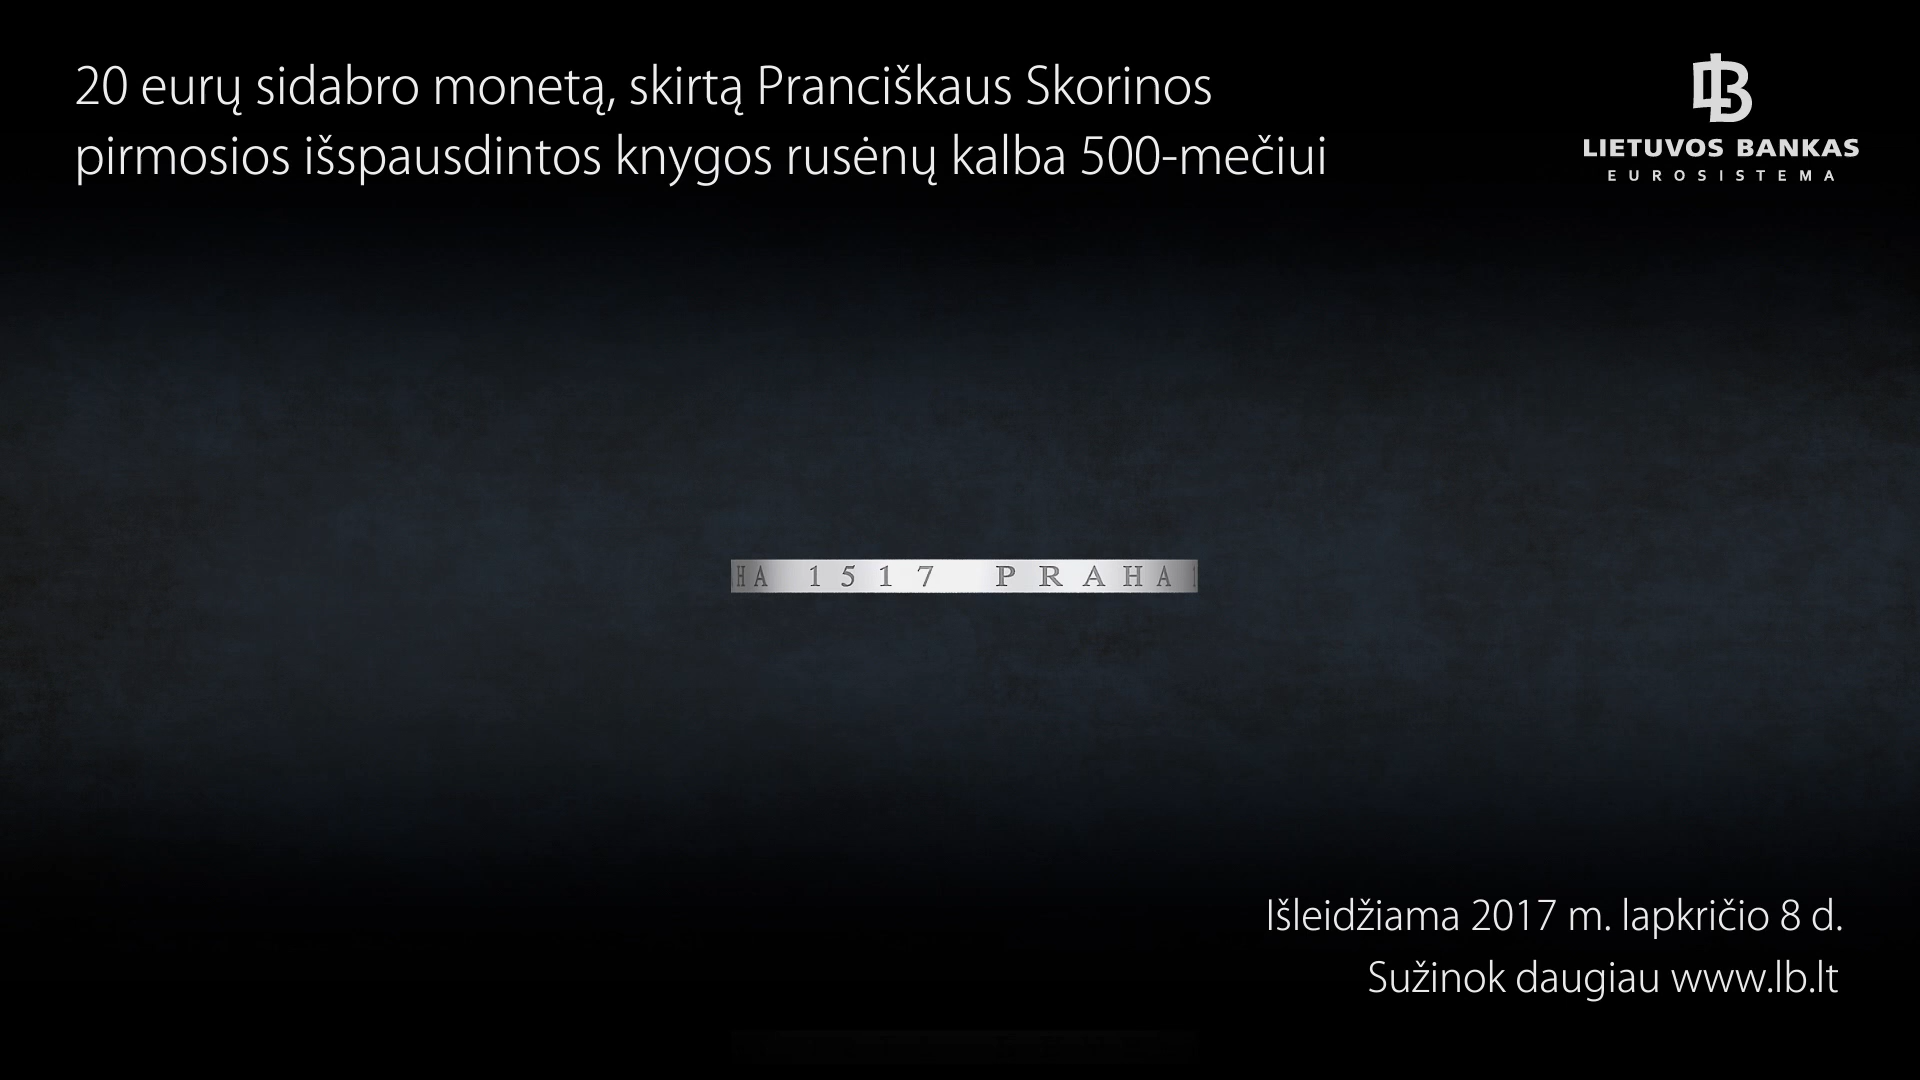 20 eurų sidabro monetą, skirtą Pranciškaus Skorinos
pirmosios išspausdintos knygos rusėnų kalba 500-mečiui
LIETUVOS BANKAS
EUROSISTEMA
HA 1517 PRAHA
Išleidžiama 2017 m. lapkričio 8 d.
Sužinok daugiau www.lb.lt